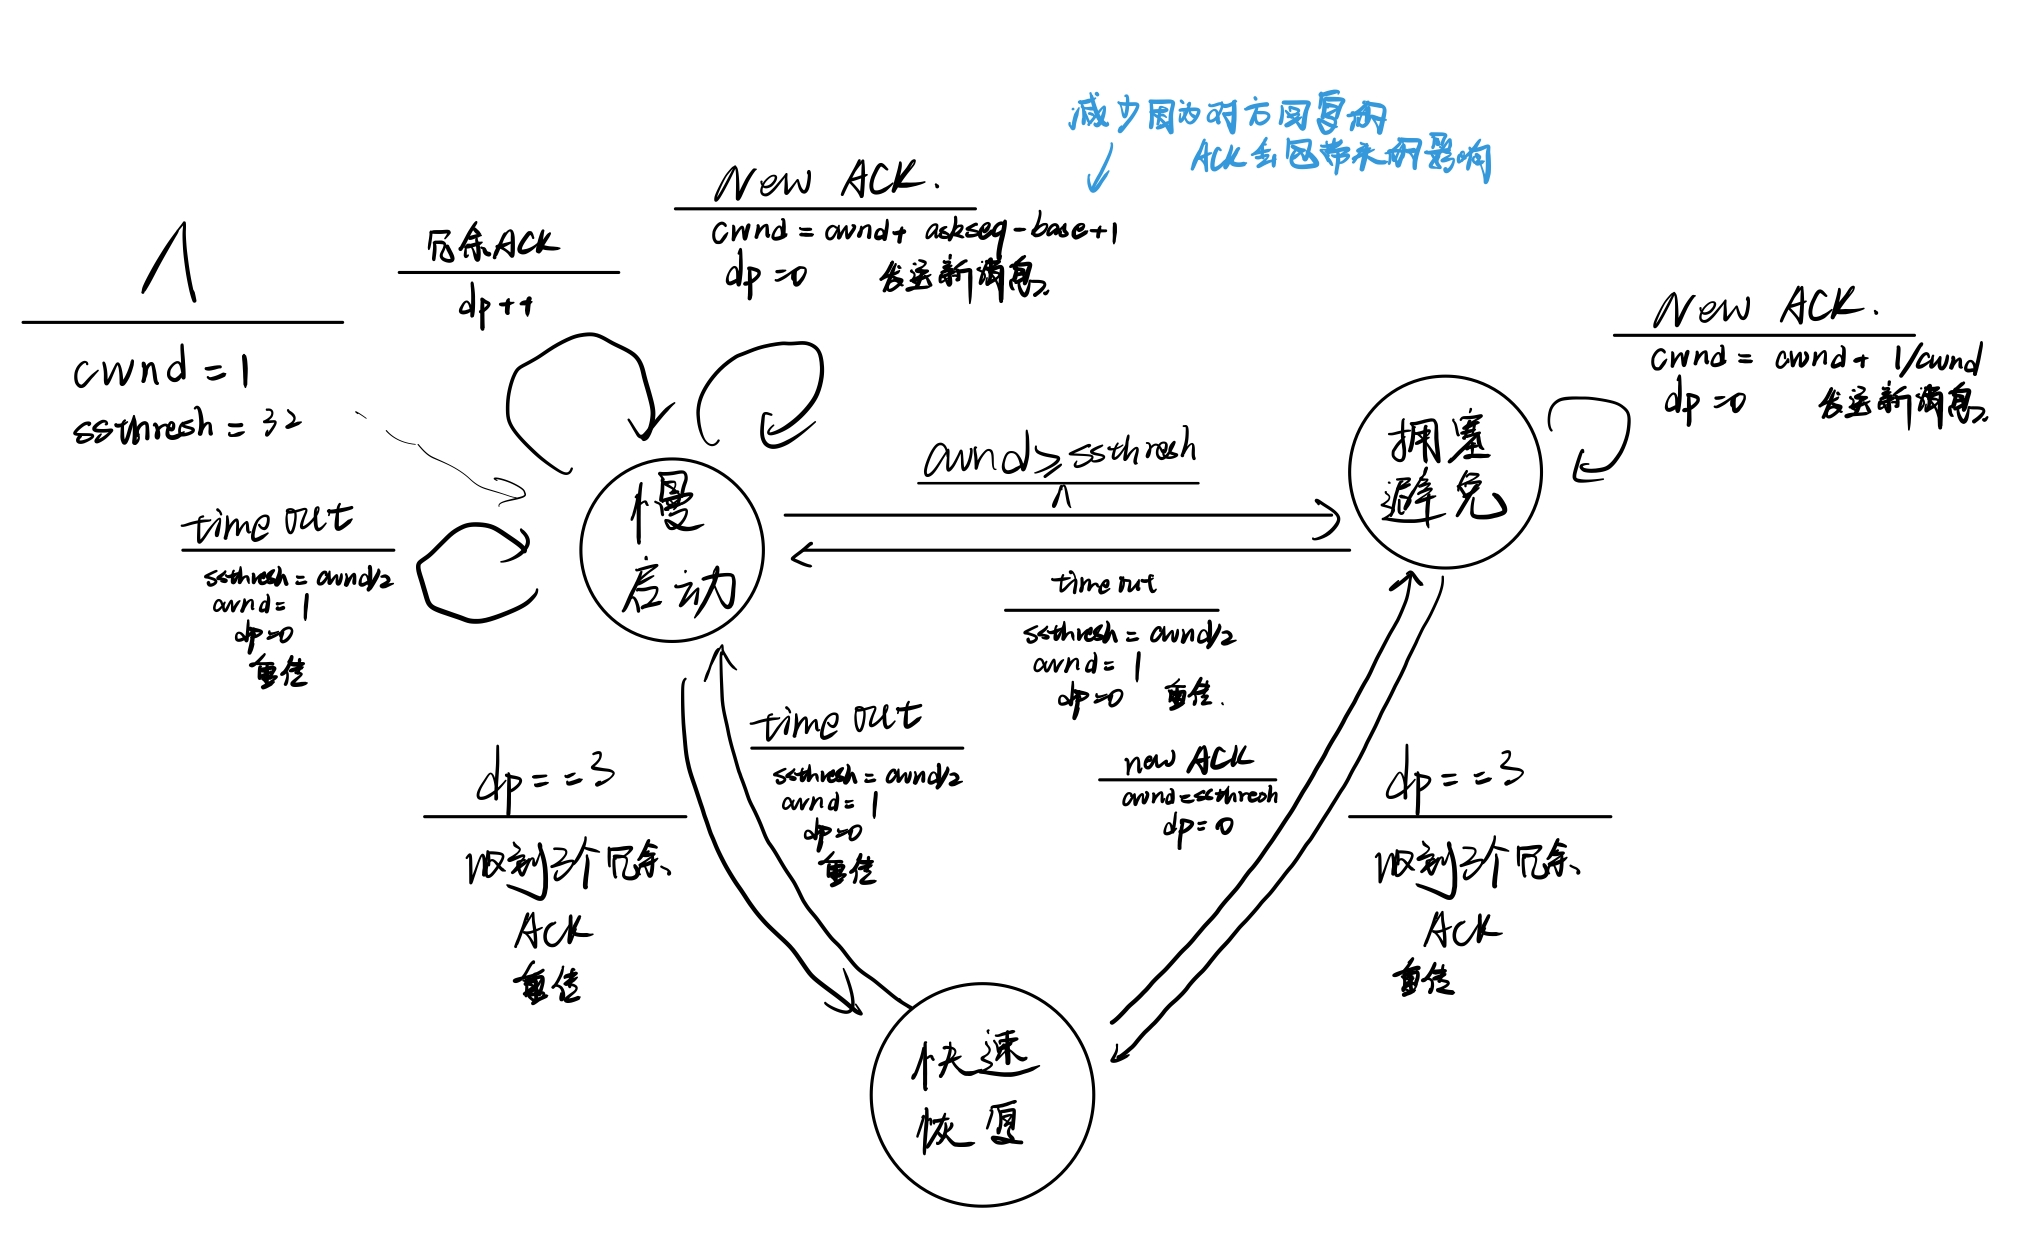 减少因为对方回复的
ACK丢包带来的影响
New ACK.
cwnd = cwnd + askseq - base + 1
dp = 0 发送新消息.
冗余ACK
dp++
Λ
cwnd = 1
ssthresh = 32
New ACK.
cwnd = cwnd + 1/cwnd
dp = 0 发送新消息.
cwnd ≥ ssthresh
Λ
拥塞
避免
慢
启动
time out
ssthresh = cwnd/2
cwnd = 1
dp = 0
重传
time out
ssthresh = cwnd/2
cwnd = 1
dp = 0 重传.
time out
ssthresh = cwnd/2
cwnd = 1
dp = 0
重传
new ACK
cwnd = ssthresh
dp = 0
dp == 3
收到3个冗余
ACK
重传
dp == 3
收到3个冗余
ACK
重传
快速
恢复